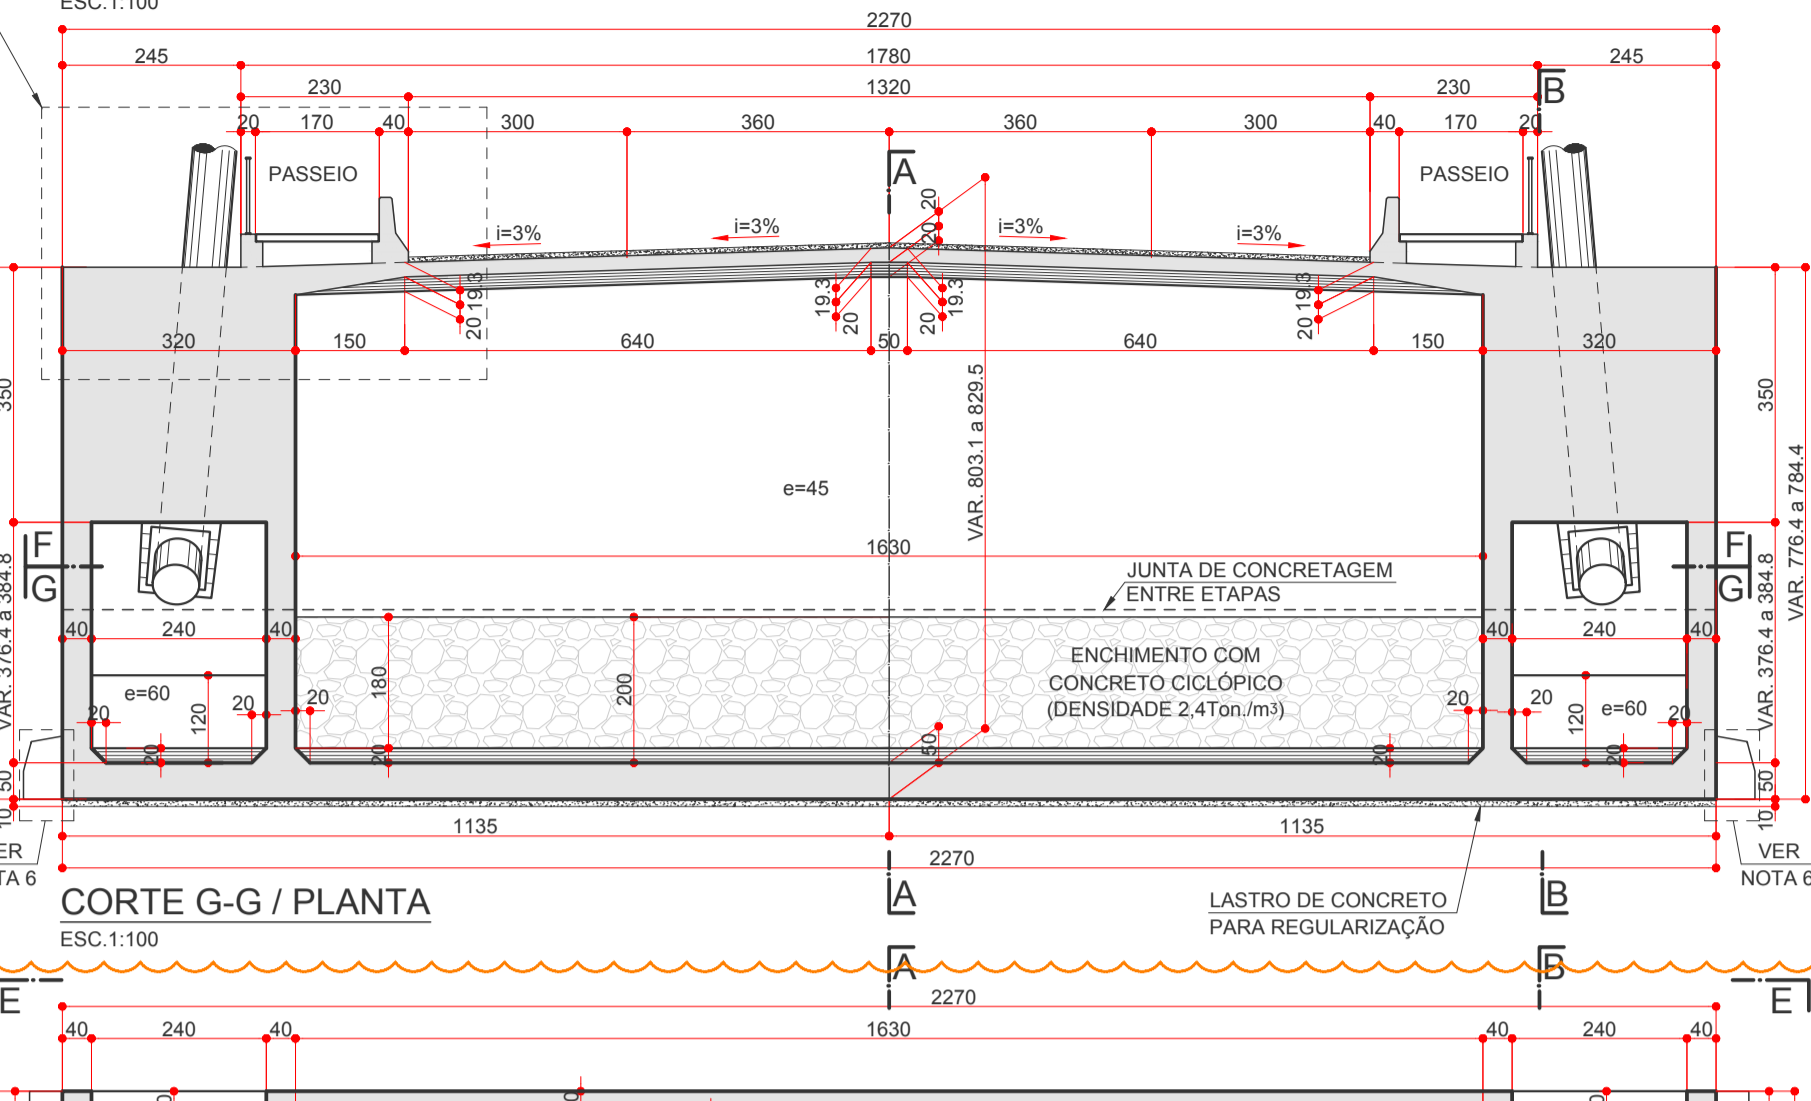 ESC.1:100
2270
245 1780 245
230 1320 230
B
20 170 40 300 360 360 300 40 170 20
PASSEIO A PASSEIO
20
20
i=3% i=3% i=3% i=3%
19.3 19.3 19.3 19.3
20 20 20 20
320 150 640 50 640 150 320
350 350
VAR. 803.1 a 829.5
e=45
VAR. 776.4 a 784.4
1630
F F
G G
JUNTA DE CONCRETAGEM
ENTRE ETAPAS
VAR. 376.4 a 384.8 VAR. 376.4 a 384.8
40 240 40 40 240 40
180 200
ENCHIMENTO COM
CONCRETO CICLÓPICO
(DENSIDADE 2,4Ton./m³)
e=60 e=60
20 20 20 20 20 20
120 120
20 20 50 20 20
50 50
10 10
1135 1135
2270
VER
NOTA 6
A B
CORTE G-G / PLANTA
ESC.1:100
LASTRO DE CONCRETO
PARA REGULARIZAÇÃO
A B
E E
2270
40 240 40 1630 40 240 40